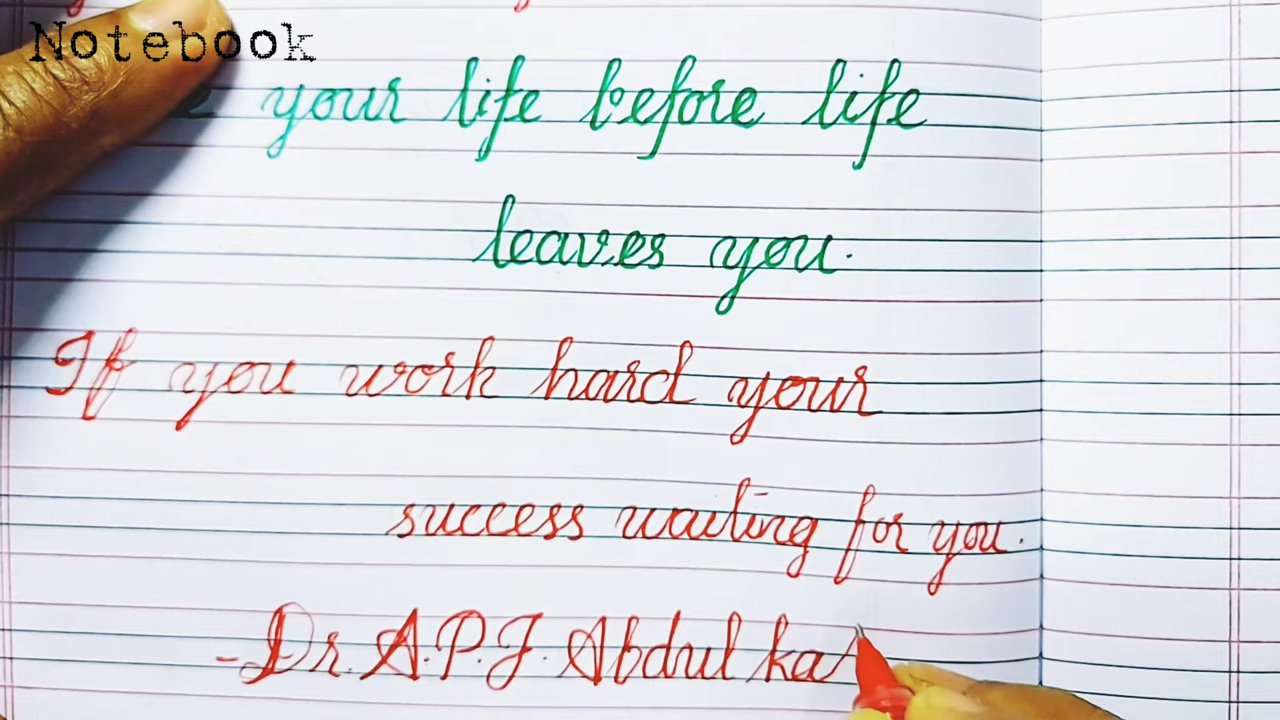 Notebook
your life before life
leaves you.
If you work hard your
success waiting for you.
-Dr. A.P.J. Abdul ka